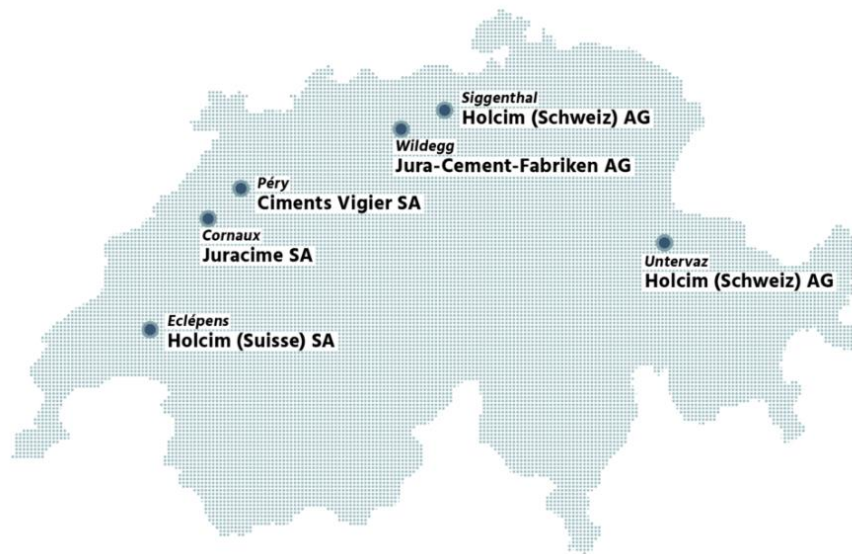 Siggenthal
Holcim (Schweiz) AG
Wildegg
Jura-Cement-Fabriken AG
Péry
Ciments Vigier SA
Cornaux
Juracime SA
Untervaz
Holcim (Schweiz) AG
Eclépens
Holcim (Suisse) SA